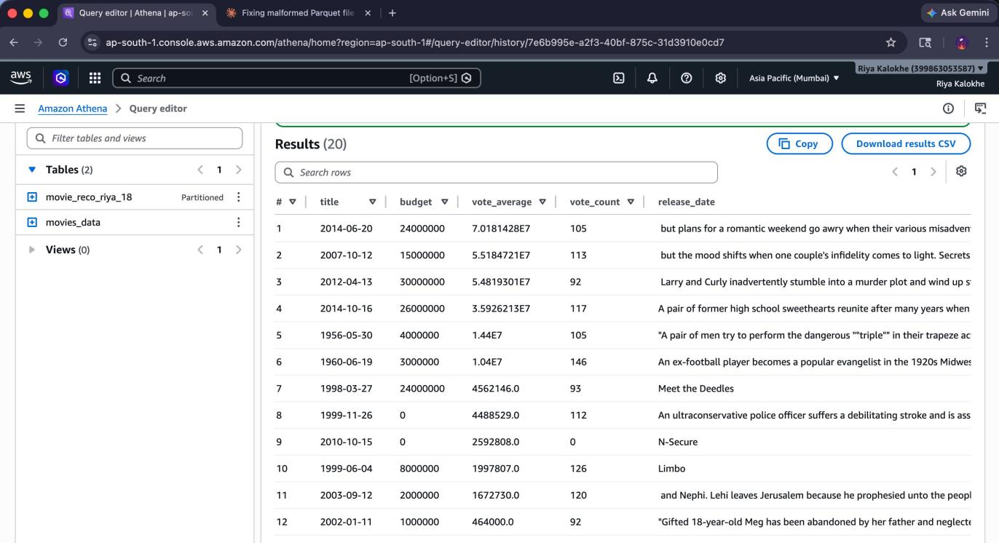 Query editor | Athena | ap-so
Fixing malformed Parquet file
Ask Gemini
ap-south-1.console.aws.amazon.com/athena/home?region=ap-south-1#/query-editor/history/7e6b995e-a2f3-40bf-875c-31d3910e0cd7
aws
Search
[Option+S]
Asia Pacific (Mumbai)
Riya Kalokhe (399863053587)
Riya Kalokhe
Amazon Athena > Query editor
Filter tables and views
Tables (2)
1
movie_reco_riya_18 Partitioned
movies_data
Views (0)
1
Results (20)
Copy
Download results CSV
Search rows
1
# title budget vote_average vote_count release_date
1 2014-06-20 24000000 7.0181428E7 105 but plans for a romantic weekend go awry when their various misadven
2 2007-10-12 15000000 5.5184721E7 113 but the mood shifts when one couple's infidelity comes to light. Secrets
3 2012-04-13 30000000 5.4819301E7 92 Larry and Curly inadvertently stumble into a murder plot and wind up s
4 2014-10-16 26000000 3.5926213E7 117 A pair of former high school sweethearts reunite after many years when
5 1956-05-30 4000000 1.44E7 105 "A pair of men try to perform the dangerous ""triple"" in their trapeze ac
6 1960-06-19 3000000 1.04E7 146 An ex-football player becomes a popular evangelist in the 1920s Midwes
7 1998-03-27 24000000 4562146.0 93 Meet the Deedles
8 1999-11-26 0 4488529.0 112 An ultraconservative police officer suffers a debilitating stroke and is ass
9 2010-10-15 0 2592808.0 0 N-Secure
10 1999-06-04 8000000 1997807.0 126 Limbo
11 2003-09-12 2000000 1672730.0 120 and Nephi. Lehi leaves Jerusalem because he prophesied unto the peopl
12 2002-01-11 1000000 464000.0 92 "Gifted 18-year-old Meg has been abandoned by her father and neglecte